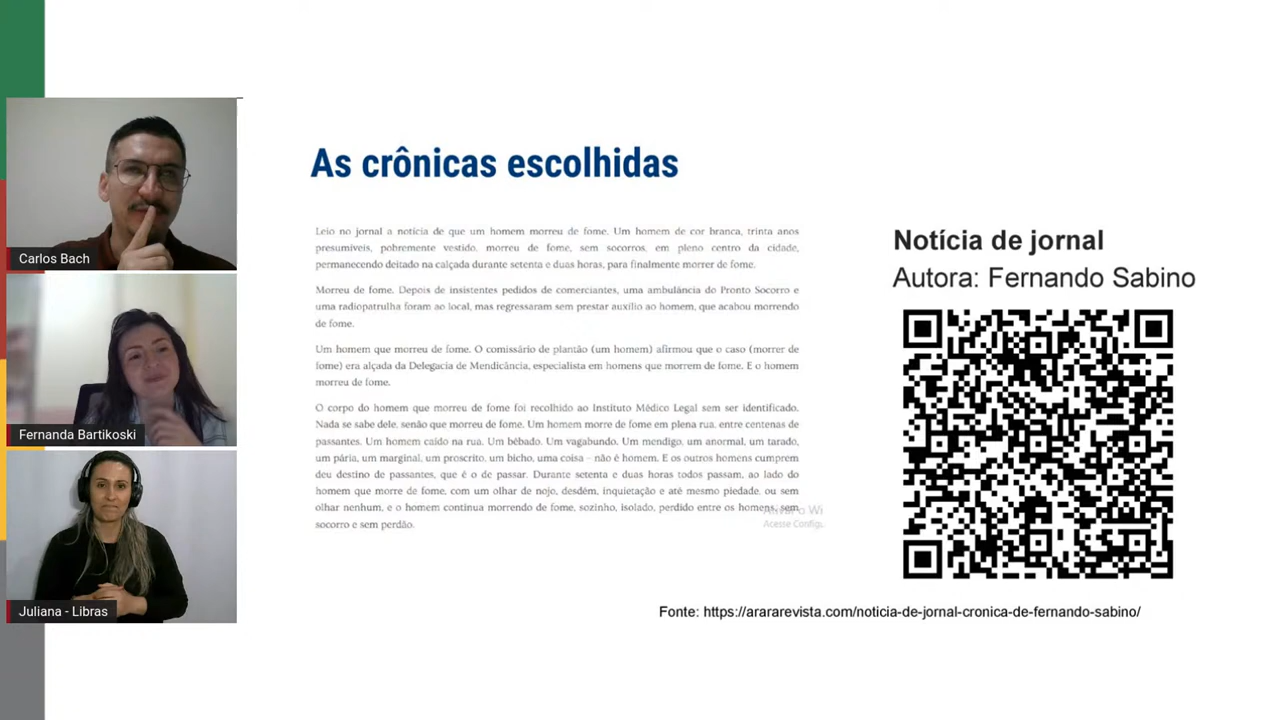 As crônicas escolhidas
Leio no jornal a notícia de que um homem morreu de fome. Um homem de cor branca, trinta anos
presumíveis, pobremente vestido, morreu de fome, sem socorros, em pleno centro da cidade,
permanecendo deitado na calçada durante setenta e duas horas, para finalmente morrer de fome.
Morreu de fome. Depois de insistentes pedidos de comerciantes, uma ambulância do Pronto Socorro e
uma radiopatrulha foram ao local, mas regressaram sem prestar auxílio ao homem, que acabou morrendo
de fome.
Um homem que morreu de fome. O comissário de plantão (um homem) afirmou que o caso (morrer de
fome) era alçada da Delegacia de Mendicância, especialista em homens que morrem de fome. E o homem
morreu de fome.
O corpo do homem que morreu de fome foi recolhido ao Instituto Médico Legal sem ser identificado.
Nada se sabe dele, senão que morreu de fome. Um homem morre de fome em plena rua, entre centenas de
passantes. Um homem caído na rua. Um bêbado. Um vagabundo. Um mendigo, um anormal, um tarado,
um pária, um marginal, um proscrito, um bicho, uma coisa – não é homem. E os outros homens cumprem
deu destino de passantes, que é o de passar. Durante setenta e duas horas todos passam, ao lado do
homem que morre de fome, com um olhar de nojo, desdém, inquietação e até mesmo piedade, ou sem
olhar nenhum, e o homem continua morrendo de fome, sozinho, isolado, perdido entre os homens, sem
socorro e sem perdão.
Notícia de jornal
Autora: Fernando Sabino
Fonte: https://arararevista.com/noticia-de-jornal-cronica-de-fernando-sabino/
Carlos Bach
Fernanda Bartikoski
Juliana - Libras